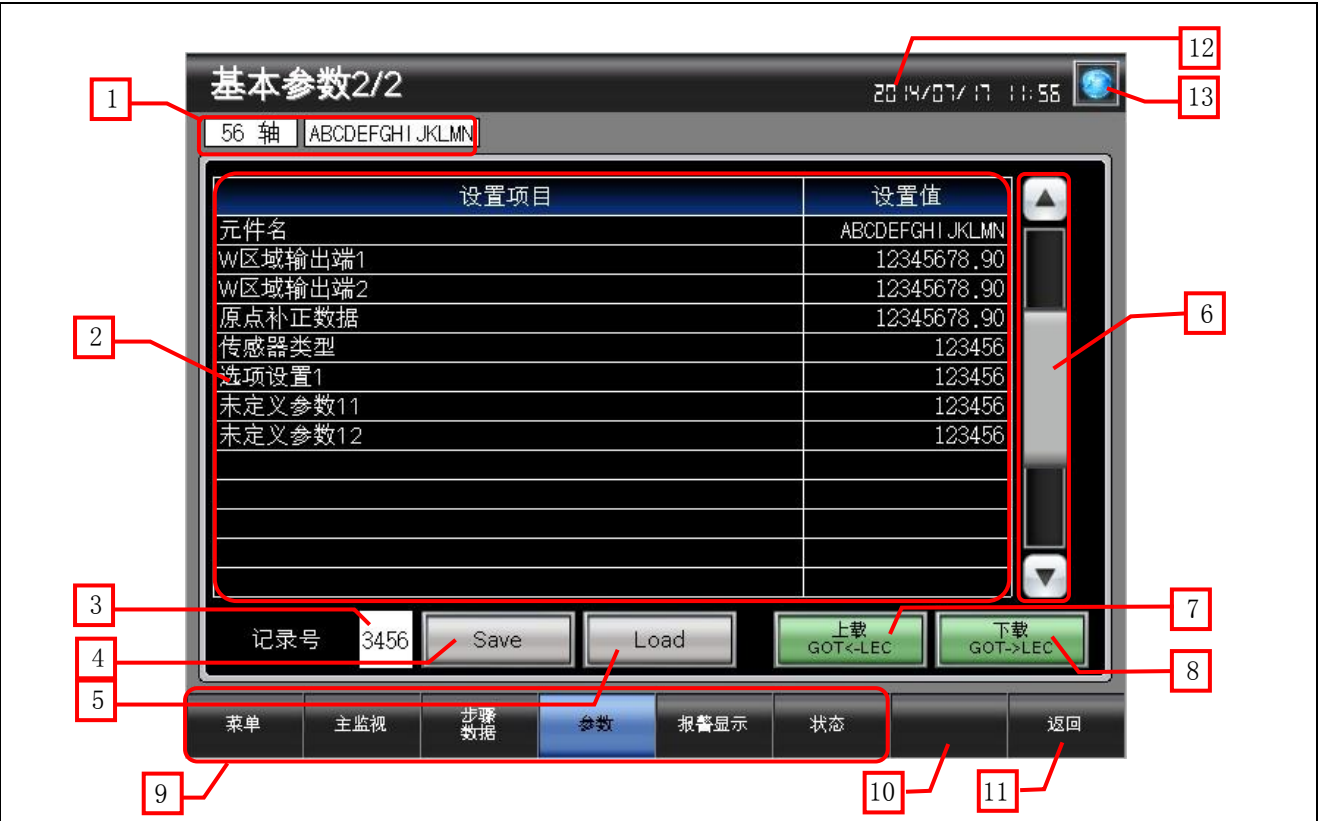 12
基本参数2/2
2014/07/17 11:56
13
1
56 轴 ABCDEFGHIJKLMN
设置项目 设置值
元件名 ABCDEFGHIJKLMN
W区域输出端1 12345678.90
W区域输出端2 12345678.90
原点补正数据 12345678.90
6
2
传感器类型 123456
选项设置1 123456
未定义参数11 123456
未定义参数12 123456
3
7
记录号 3456 Save Load 上载 GOT<-LEC 下载 GOT->LEC
4
8
5
菜单 主监视 步骤数据 参数 报警显示 状态 返回
9
10
11